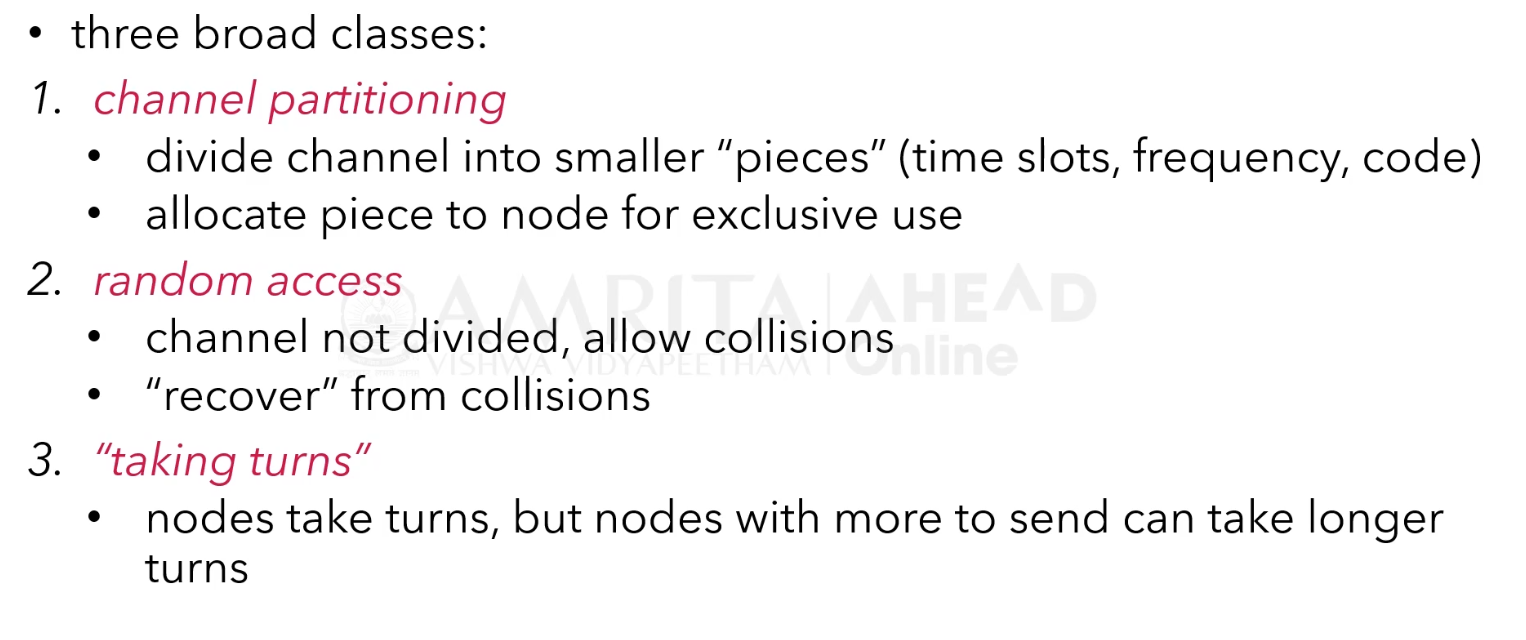 • three broad classes:
1. channel partitioning
• divide channel into smaller “pieces” (time slots, frequency, code)
• allocate piece to node for exclusive use
2. random access
AMRITA AHEAD
• channel not divided, allow collisions
VISHWA VIDYAPEETHAM Online
• “recover” from collisions
3. “taking turns”
• nodes take turns, but nodes with more to send can take longer
turns